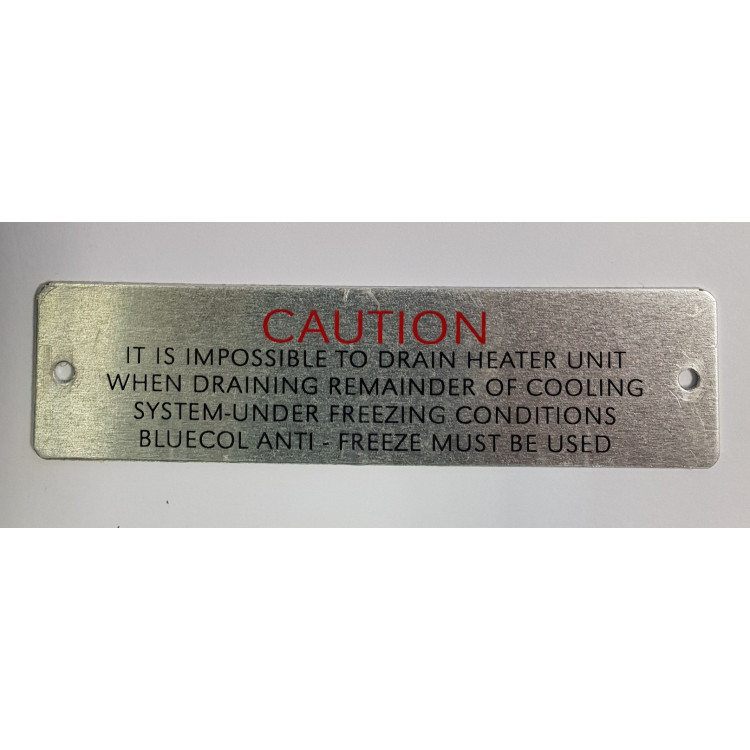 CAUTION
IT IS IMPOSSIBLE TO DRAIN HEATER UNIT
WHEN DRAINING REMAINDER OF COOLING
SYSTEM-UNDER FREEZING CONDITIONS
BLUECOL ANTI - FREEZE MUST BE USED